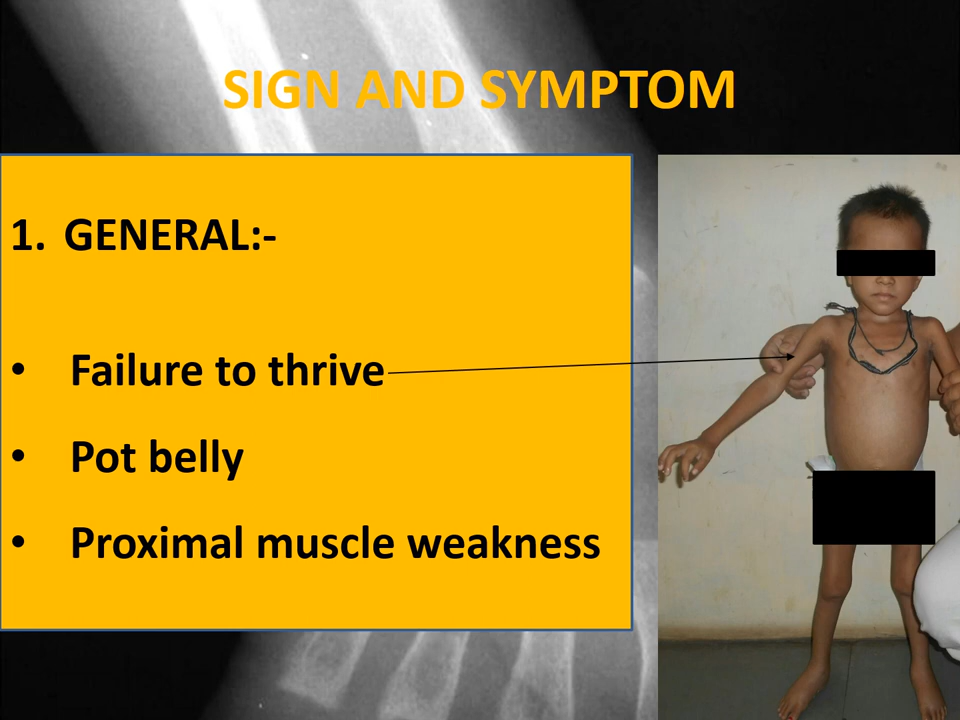 SIGN AND SYMPTOM
1. GENERAL:-
• Failure to thrive
• Pot belly
• Proximal muscle weakness